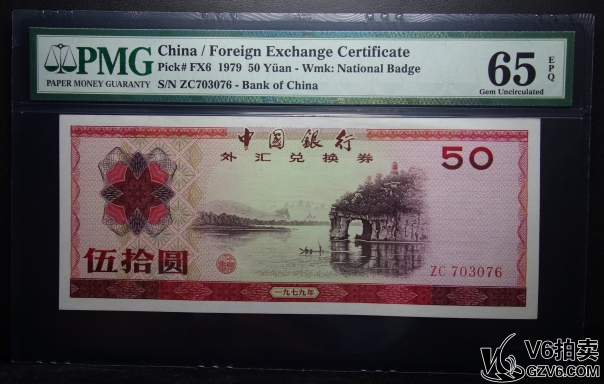 PMG
PAPER MONEY GUARANTY
China / Foreign Exchange Certificate
Pick# FX6 1979 50 Yüan - Wmk: National Badge
S/N ZC703076 - Bank of China
65
EPQ
Gem Uncirculated
中國銀行
外汇兑换券
50
伍拾圆
ZC 703076
一九七九年
V6拍卖
GZV6.COM